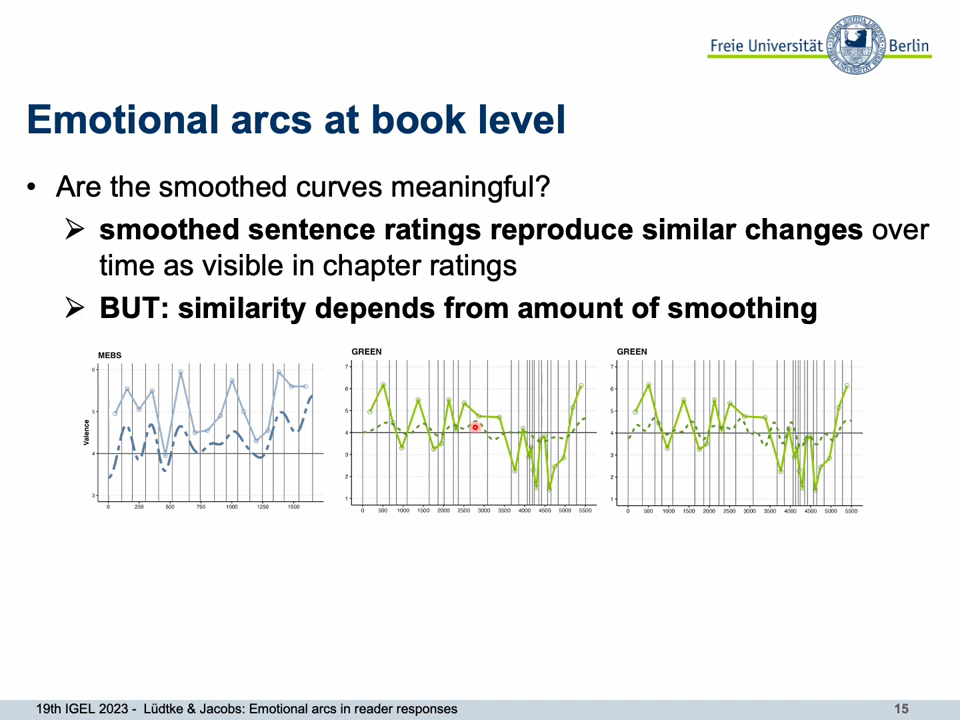 Freie Universität Berlin
Emotional arcs at book level
• Are the smoothed curves meaningful?
➢ smoothed sentence ratings reproduce similar changes over
time as visible in chapter ratings
➢ BUT: similarity depends from amount of smoothing
MEBS
Valence
6
5
4
3
0 250 500 750 1000 1250 1500
GREEN
7
6
5
4
3
2
1
0 500 1000 1500 2000 2500 3000 3500 4000 4500 5000 5500
GREEN
7
6
5
4
3
2
1
0 500 1000 1500 2000 2500 3000 3500 4000 4500 5000 5500
19th IGEL 2023 - Lüdtke & Jacobs: Emotional arcs in reader responses
15